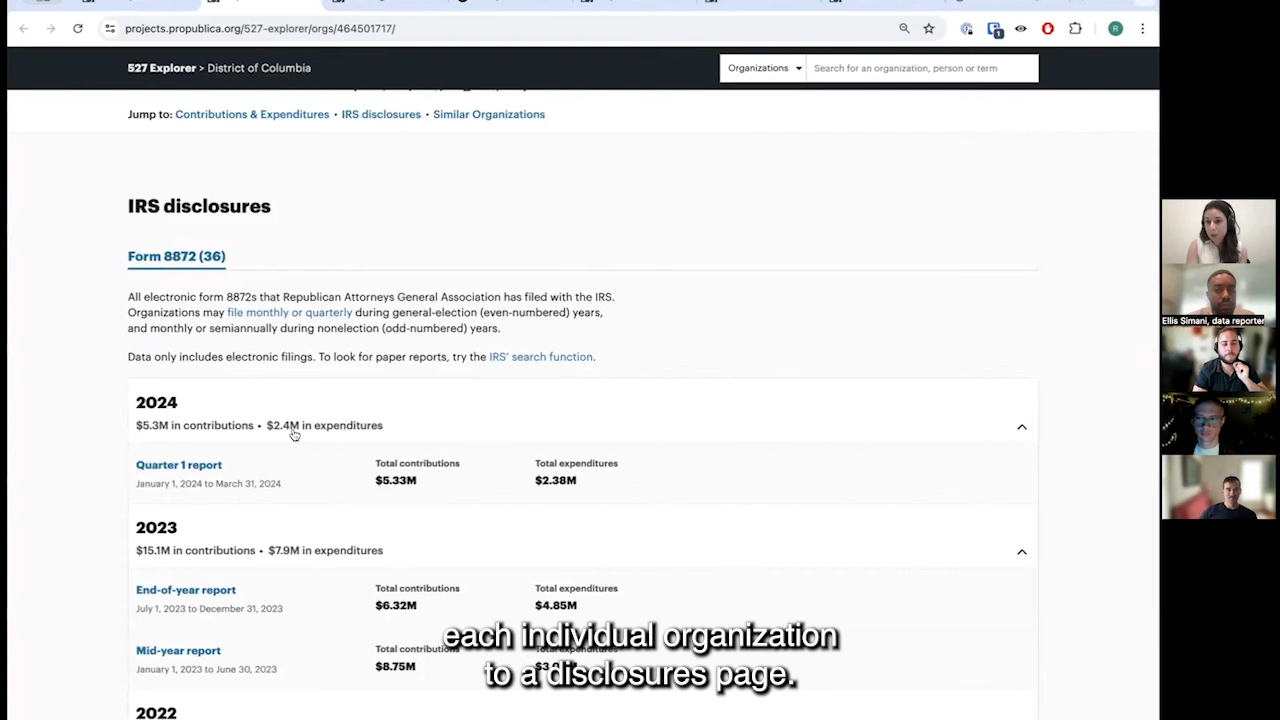 projects.propublica.org/527-explorer/orgs/464501717/
1
R
527 Explorer > District of Columbia
Organizations
Search for an organization, person or term
Jump to: Contributions & Expenditures • IRS disclosures • Similar Organizations
IRS disclosures
Form 8872 (36)
All electronic form 8872s that Republican Attorneys General Association has filed with the IRS.
Organizations may file monthly or quarterly during general-election (even-numbered) years,
and monthly or semiannually during nonelection (odd-numbered) years.
Data only includes electronic filings. To look for paper reports, try the IRS' search function.
2024
$5.3M in contributions • $2.4M in expenditures
Quarter 1 report
January 1, 2024 to March 31, 2024
Total contributions
$5.33M
Total expenditures
$2.38M
2023
$15.1M in contributions • $7.9M in expenditures
End-of-year report
July 1, 2023 to December 31, 2023
Total contributions
$6.32M
Total expenditures
$4.85M
Mid-year report
January 1, 2023 to June 30, 2023
Total contributions
$8.75M
Total expenditures
2022
each individual organization
to a disclosures page.
Ellis Simani, data reporter